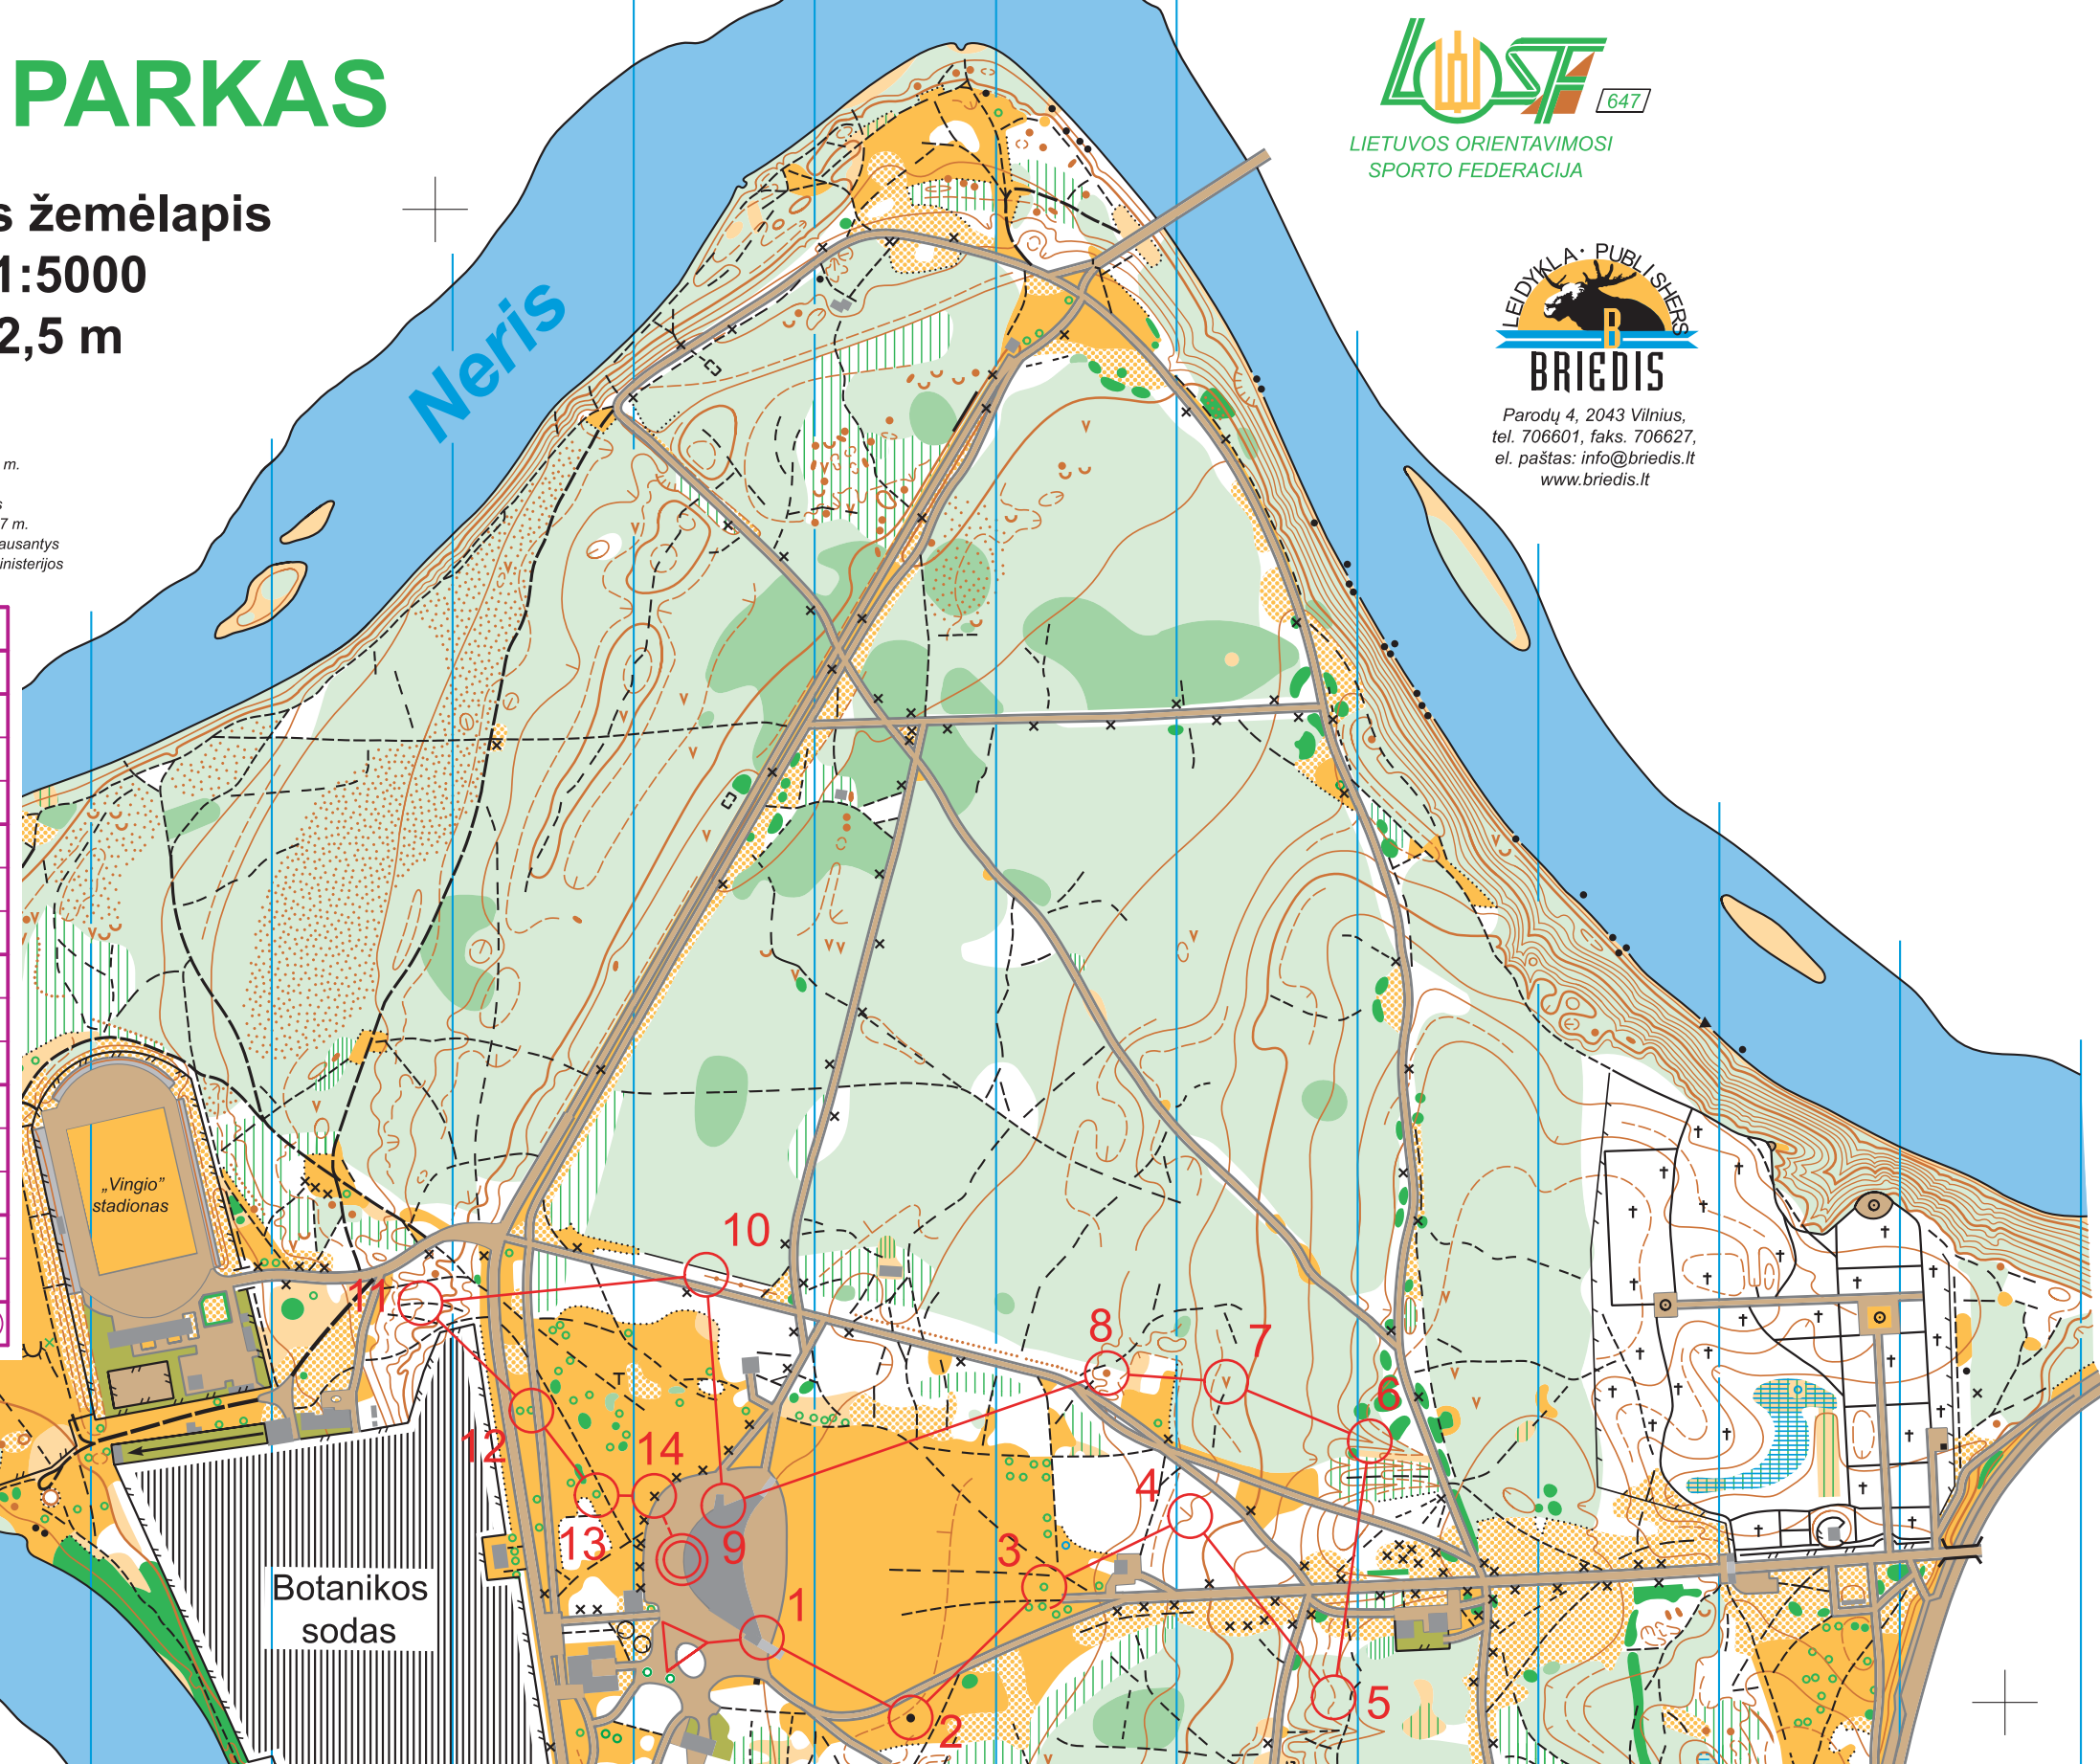 PARKAS
s žemėlapis
1:5000
2,5 m
m.
7 m.
ausantys
inisterijos
Neris
647
LIETUVOS ORIENTAVIMOSI
SPORTO FEDERACIJA
LEIDYKLA · PUBLISHERS
B
BRIEDIS
Parodų 4, 2043 Vilnius,
tel. 706601, faks. 706627,
el. paštas: info@briedis.lt
www.briedis.lt
„Vingio”
stadionas
Botanikos
sodas
10
11
8
7
6
12
14
4
13
9
3
1
5
2